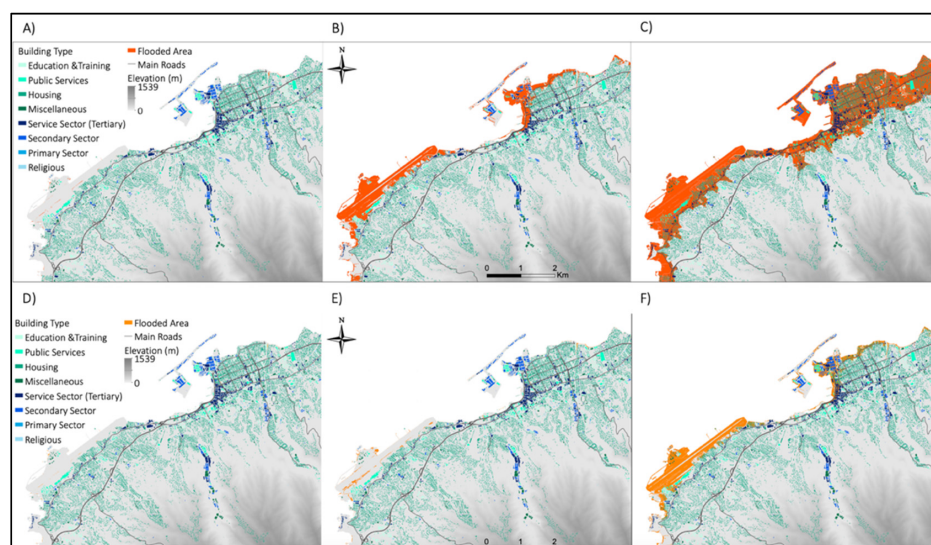 A)
Building Type
Education &Training
Public Services
Housing
Miscellaneous
Service Sector (Tertiary)
Secondary Sector
Primary Sector
Religious
Flooded Area
Main Roads
Elevation (m)
1539
0
B)
N
0 1 2
Km
C)
D)
Building Type
Education &Training
Public Services
Housing
Miscellaneous
Service Sector (Tertiary)
Secondary Sector
Primary Sector
Religious
Flooded Area
Main Roads
Elevation (m)
1539
0
E)
N
0 1 2
F)